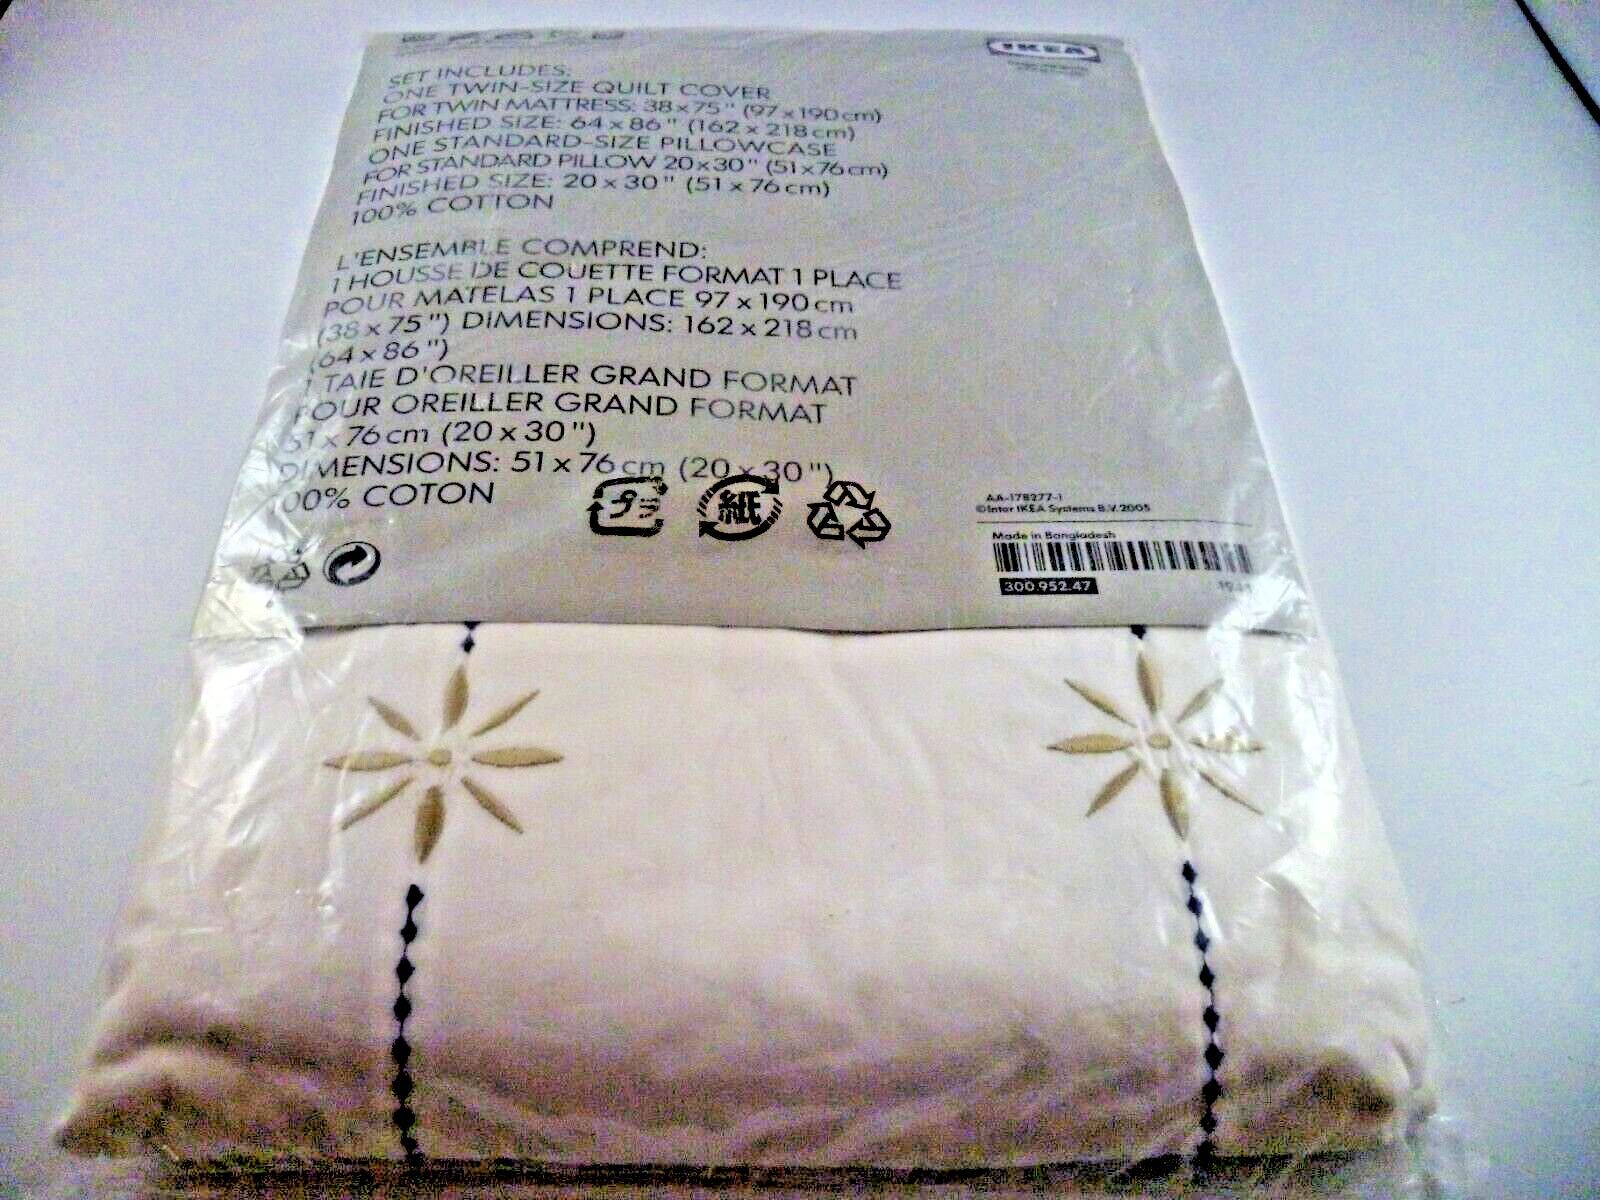 IKEA
SET INCLUDES:
ONE TWIN-SIZE QUILT COVER
FOR TWIN MATTRESS: 38x75" (97x190cm)
FINISHED SIZE: 64x86" (162x218cm)
ONE STANDARD-SIZE PILLOWCASE
FOR STANDARD PILLOW 20x30" (51x76cm)
FINISHED SIZE: 20x30" (51x76cm)
100% COTTON
L'ENSEMBLE COMPREND:
1 HOUSSE DE COUETTE FORMAT 1 PLACE
POUR MATELAS 1 PLACE 97x190cm
(38x75") DIMENSIONS: 162x218cm
(64x86")
1 TAIE D'OREILLER GRAND FORMAT
POUR OREILLER GRAND FORMAT
51x76cm (20x30")
DIMENSIONS: 51x76cm (20x30")
100% COTON
プラ
紙
AA-178277-1
©Inter IKEA Systems B.V. 2005
Made in Bangladesh
300.952.47